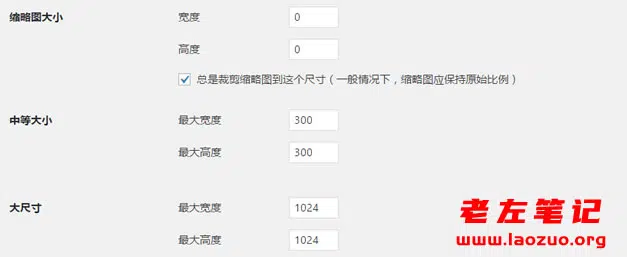 缩略图大小 宽度 0
高度 0
总是裁剪缩略图到这个尺寸（一般情况下，缩略图应保持原始比例）
中等大小 最大宽度 300
最大高度 300
大尺寸 最大宽度 1024
最大高度 1024
老左笔记
www.laozuo.org